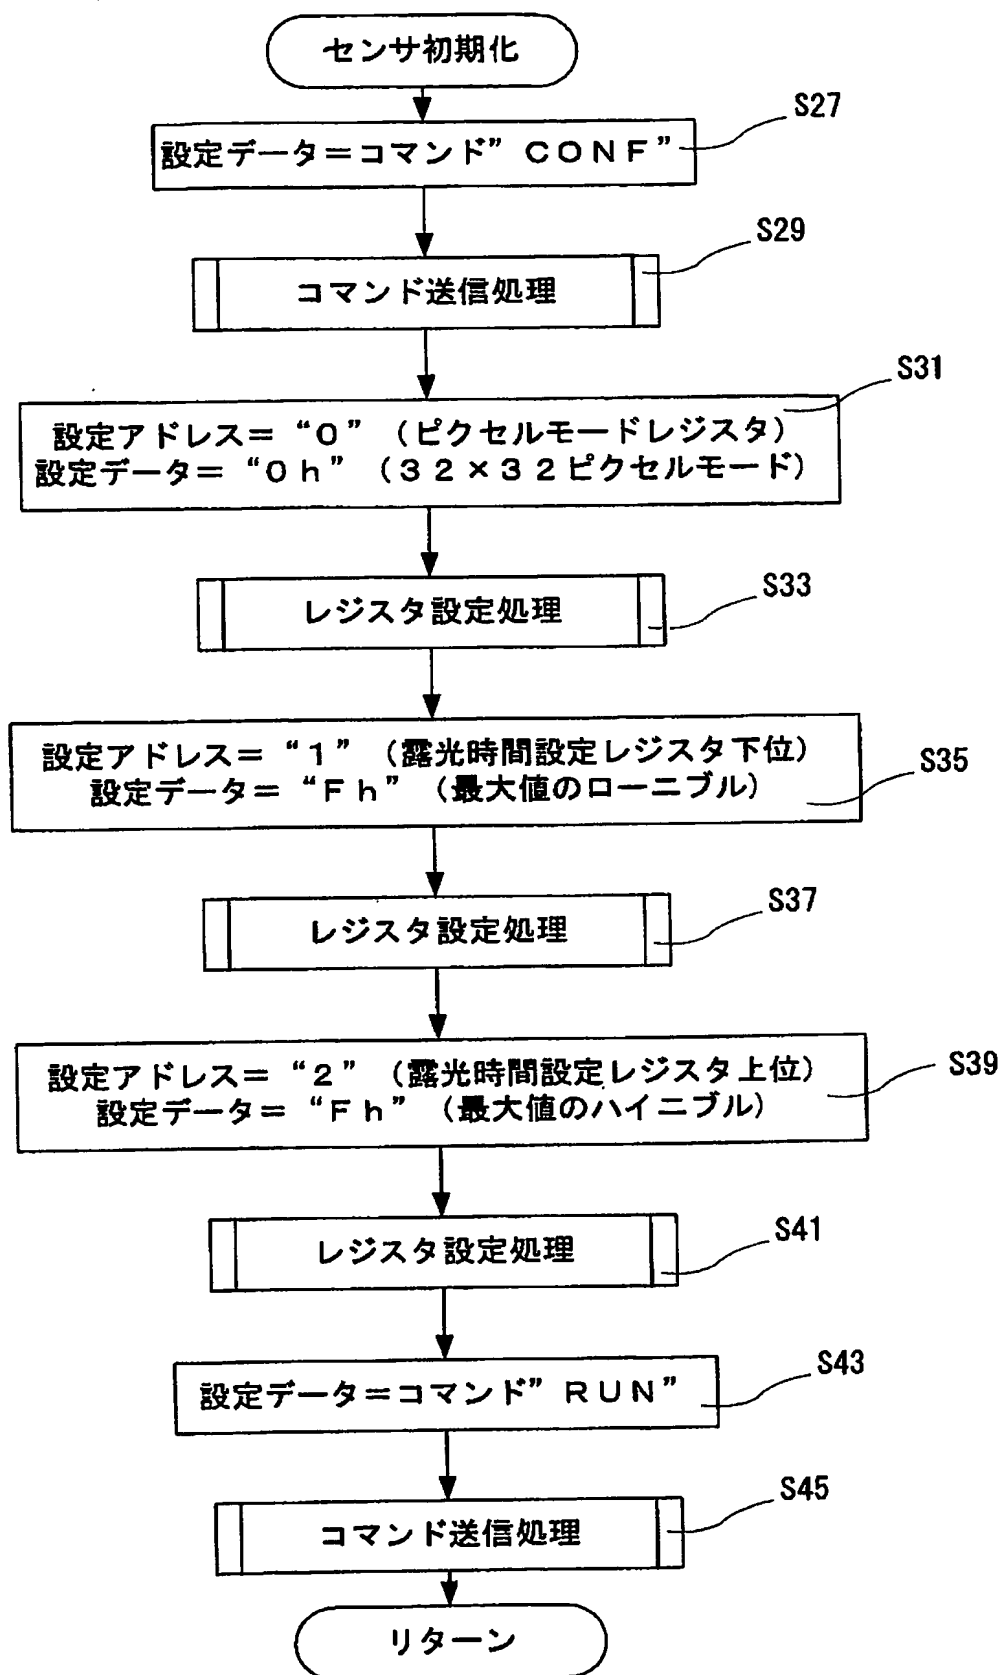 センサ初期化
S27
設定データ=コマンド”CONF”
S29
コマンド送信処理
S31
設定アドレス=“0”(ピクセルモードレジスタ)
設定データ=“0h”(32×32ピクセルモード)
S33
レジスタ設定処理
設定アドレス=“1”(露光時間設定レジスタ下位)
S35
設定データ=“Fh”(最大値のローニブル)
S37
レジスタ設定処理
設定アドレス=“2”(露光時間設定レジスタ上位)
S39
設定データ=“Fh”(最大値のハイニブル)
S41
レジスタ設定処理
S43
設定データ=コマンド”RUN”
S45
コマンド送信処理
リターン